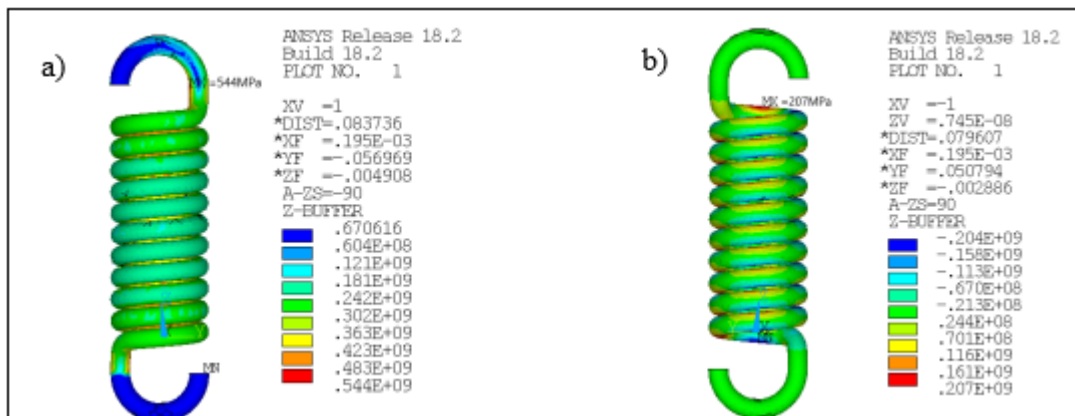 a)
=544MPa
MN
ANSYS Release 18.2
Build 18.2
PLOT NO. 1
XV =1
*DIST=.083736
*XF =.195E-03
*YF =-.056969
*ZF =-.004908
A-ZS=-90
Z-BUFFER
.670616
.604E+08
.121E+09
.181E+09
.242E+09
.302E+09
.363E+09
.423E+09
.483E+09
.544E+09
b)
MX =207MPa
ANSYS Release 18.2
Build 18.2
PLOT NO. 1
XV =-1
ZV =.745E-08
*DIST=.079607
*XF =.195E-03
*YF =.050794
*ZF =-.002886
A-ZS=90
Z-BUFFER
-.204E+09
-.158E+09
-.113E+09
-.670E+08
-.213E+08
.244E+08
.701E+08
.116E+09
.161E+09
.207E+09